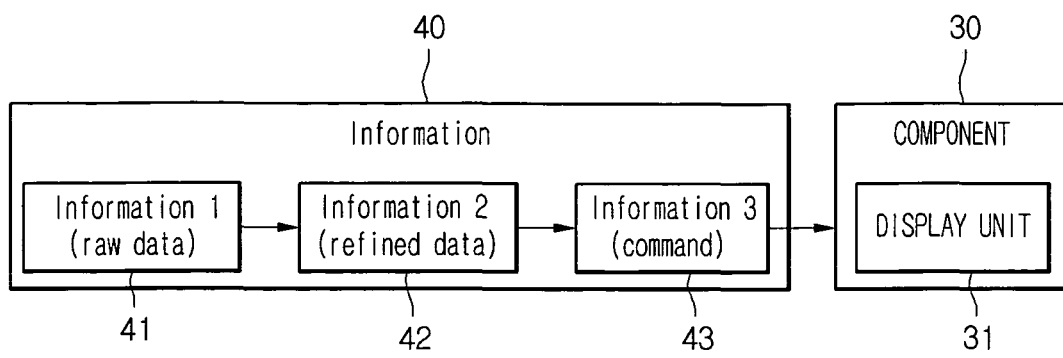 40
30
Information
COMPONENT
Information 1
(raw data)
Information 2
(refined data)
Information 3
(command)
DISPLAY UNIT
41
42
43
31